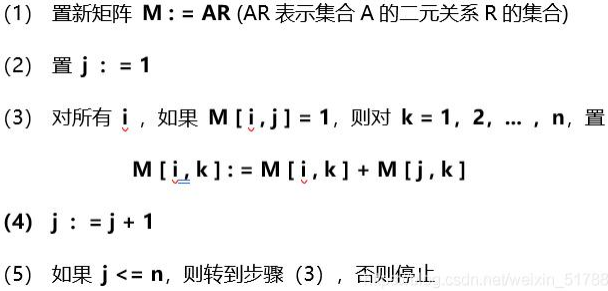 (1) 置新矩阵 M : = AR (AR 表示集合 A 的二元关系 R 的集合)
(2) 置 j : = 1
(3) 对所有 i ，如果 M [ i , j ] = 1，则对 k = 1，2，... ，n，置
M [ i , k ] : = M [ i , k ] + M [ j , k ]
(4) j : = j + 1
(5) 如果 j <= n，则转到步骤（3），否则停止
.csdn.net/weixin_51788